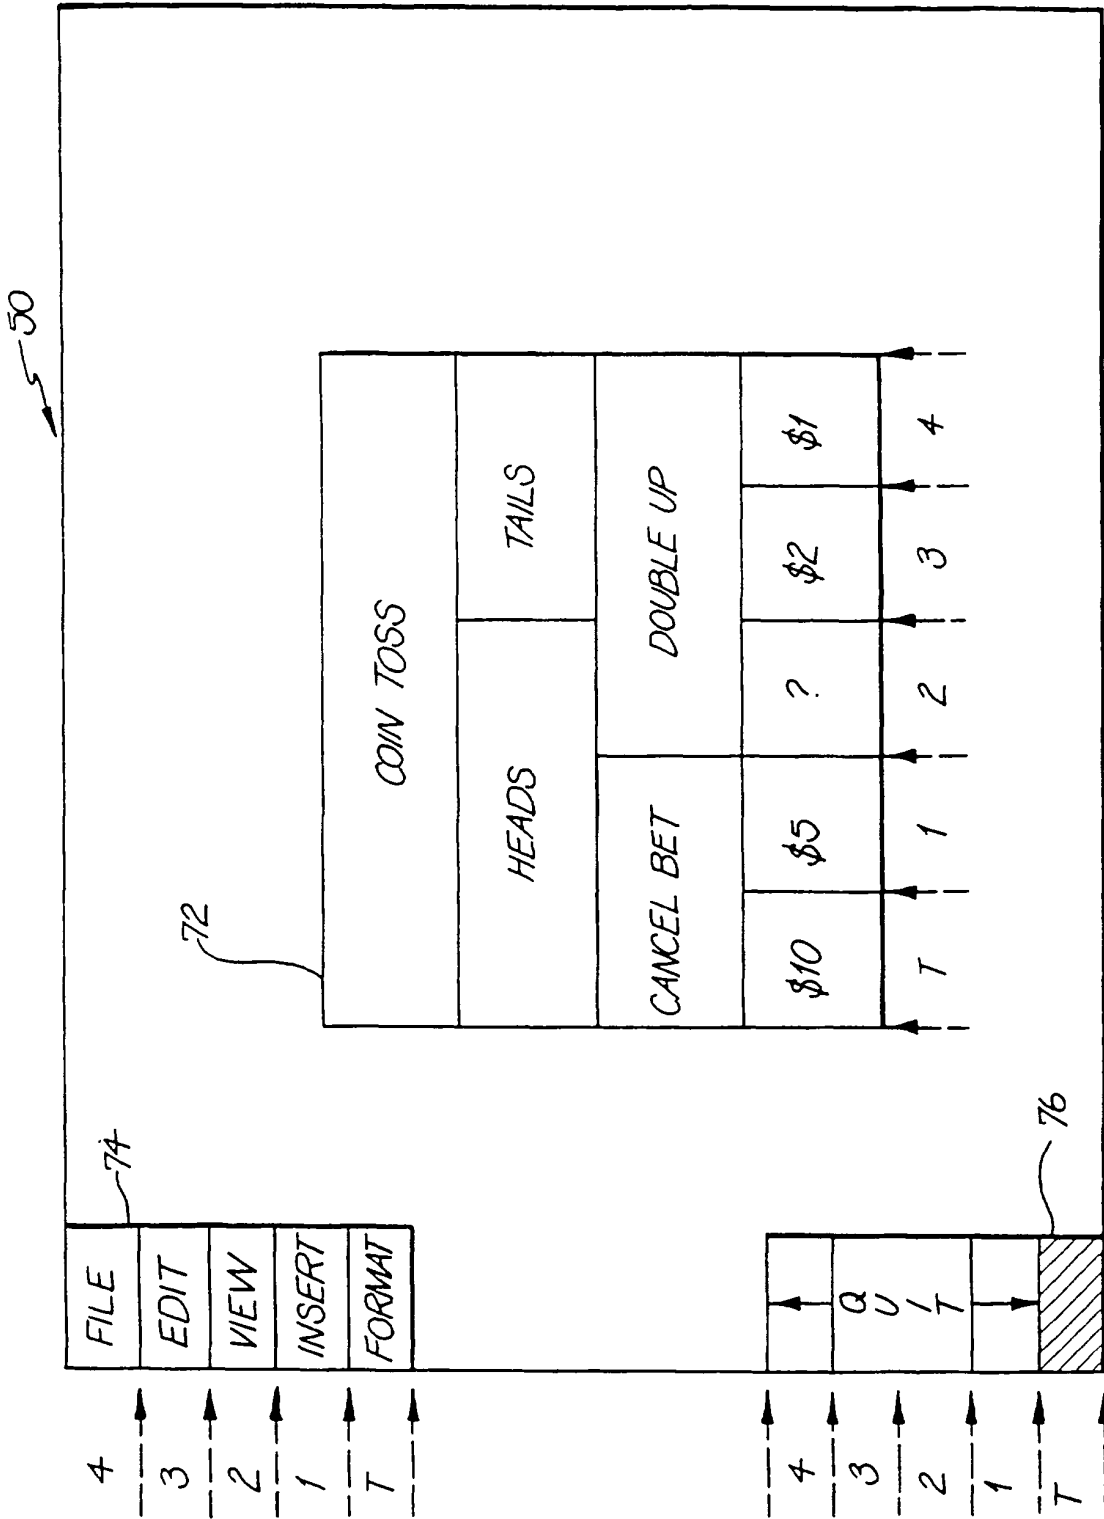 50
72
74
76
4 FILE
3 EDIT
2 VIEW
1 INSERT
T FORMAT
COIN TOSS
HEADS TAILS
CANCEL BET DOUBLE UP
$10 $5 ? $2 $1
T 1 2 3 4
4
3 Q
U
2 I
T
1
T